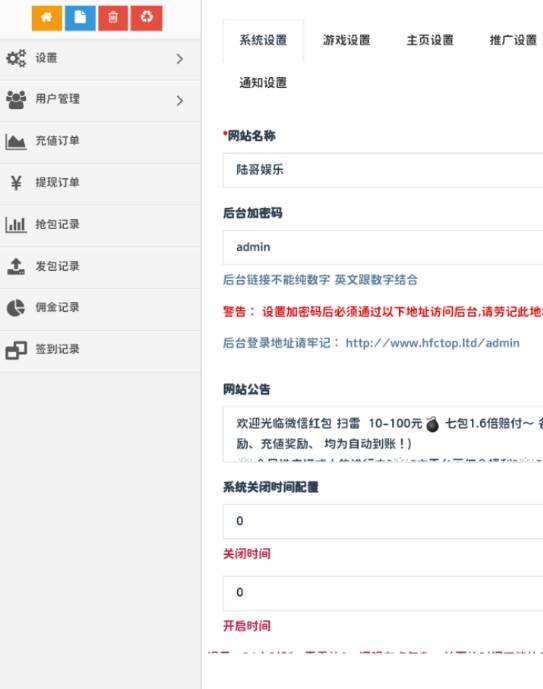 设置
用户管理
充值订单
提现订单
抢包记录
发包记录
佣金记录
签到记录
系统设置 游戏设置 主页设置 推广设置
通知设置
*网站名称
陆哥娱乐
后台加密码
admin
后台链接不能纯数字 英文跟数字结合
警告： 设置加密码后必须通过以下地址访问后台,请劳记此地
后台登录地址请牢记： http://www.hfctop.ltd/admin
网站公告
欢迎光临微信红包 扫雷 10-100元💣 七包1.6倍赔付～
励、充值奖励、 均为自动到账！)
系统关闭时间配置
0
关闭时间
0
开启时间